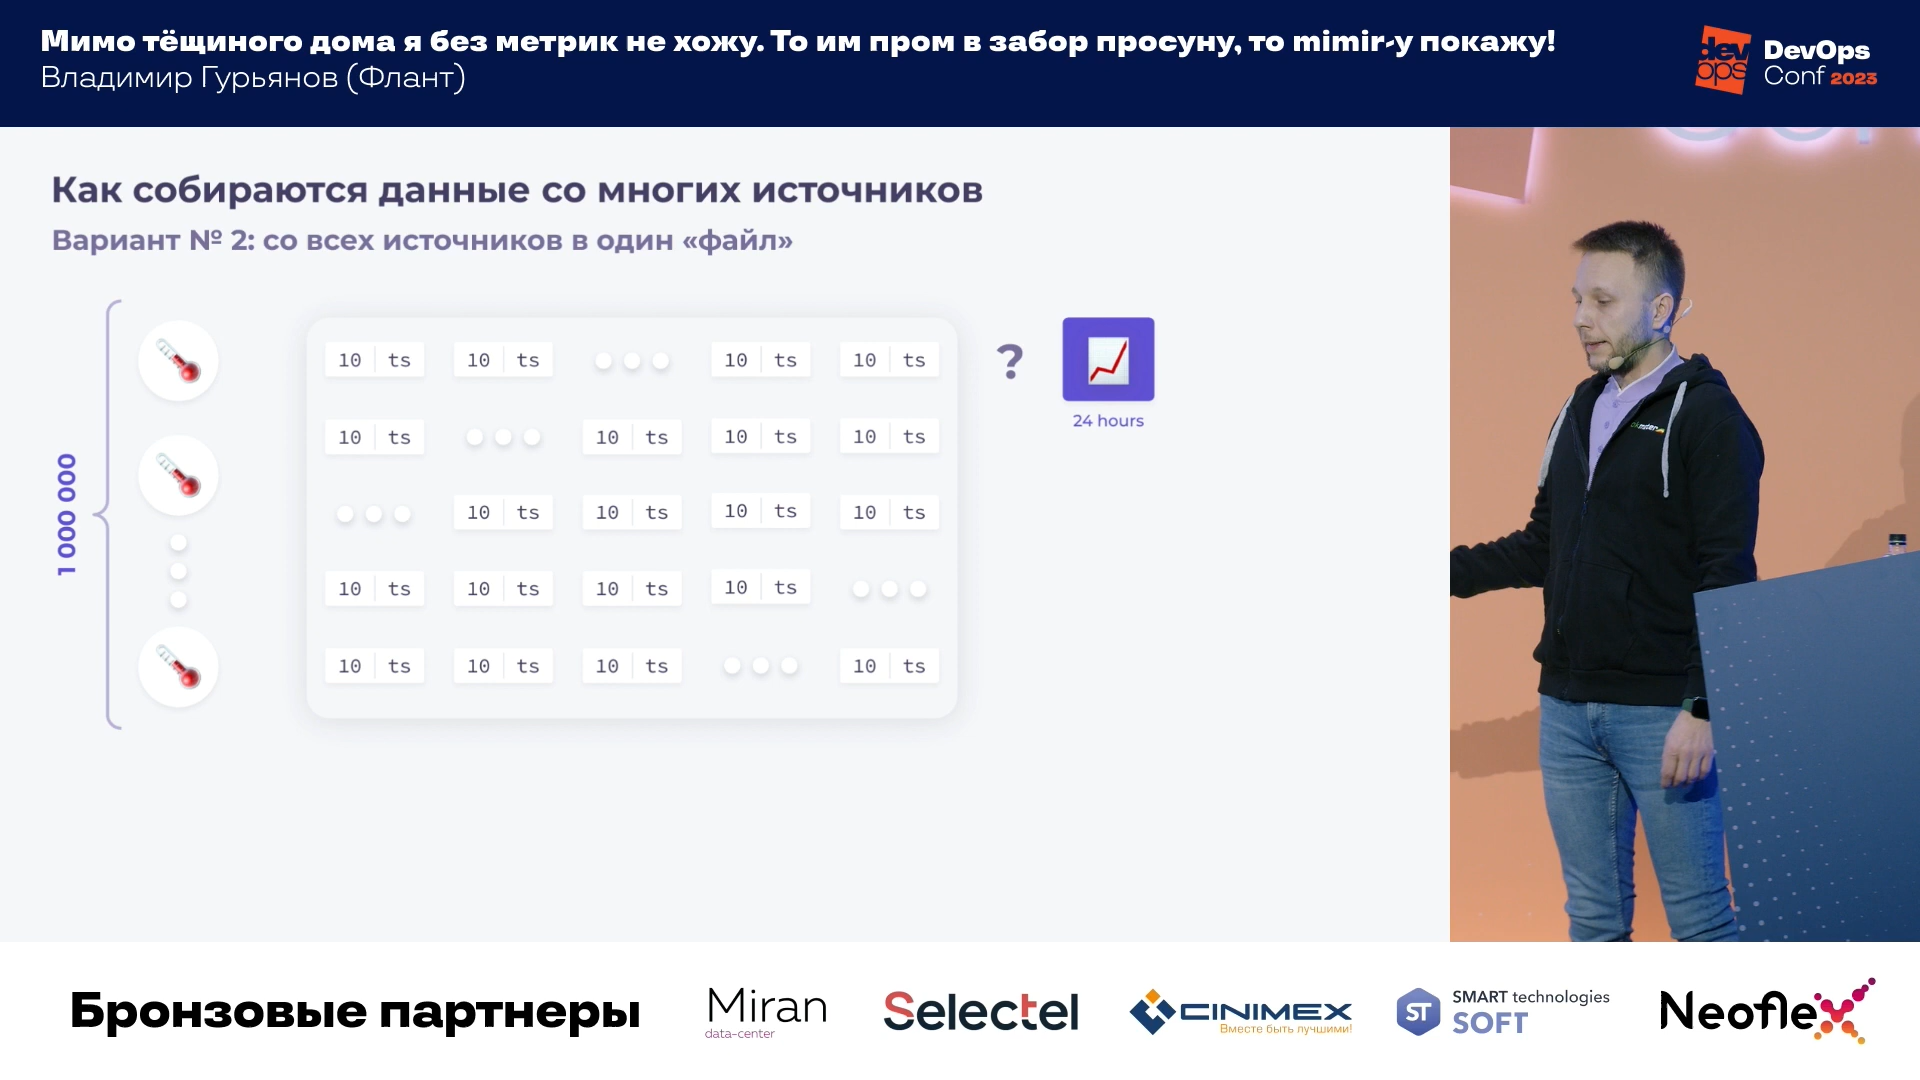 Мимо тёщиного дома я без метрик не хожу. То им пром в забор просуну, то mimir-у покажу!
Владимир Гурьянов (Флант)
dev
ops
DevOps
Conf 2023
Как собираются данные со многих источников
Вариант № 2: со всех источников в один «файл»
1 000 000
10 ts 10 ts 10 ts 10 ts
10 ts 10 ts 10 ts 10 ts
10 ts 10 ts 10 ts 10 ts
10 ts 10 ts 10 ts 10 ts
10 ts 10 ts 10 ts 10 ts
?
24 hours
Бронзовые партнеры
Miran
data-center
Selectel
CINIMEX
Вместе быть лучшими!
ST
SMART technologies
SOFT
Neoflex